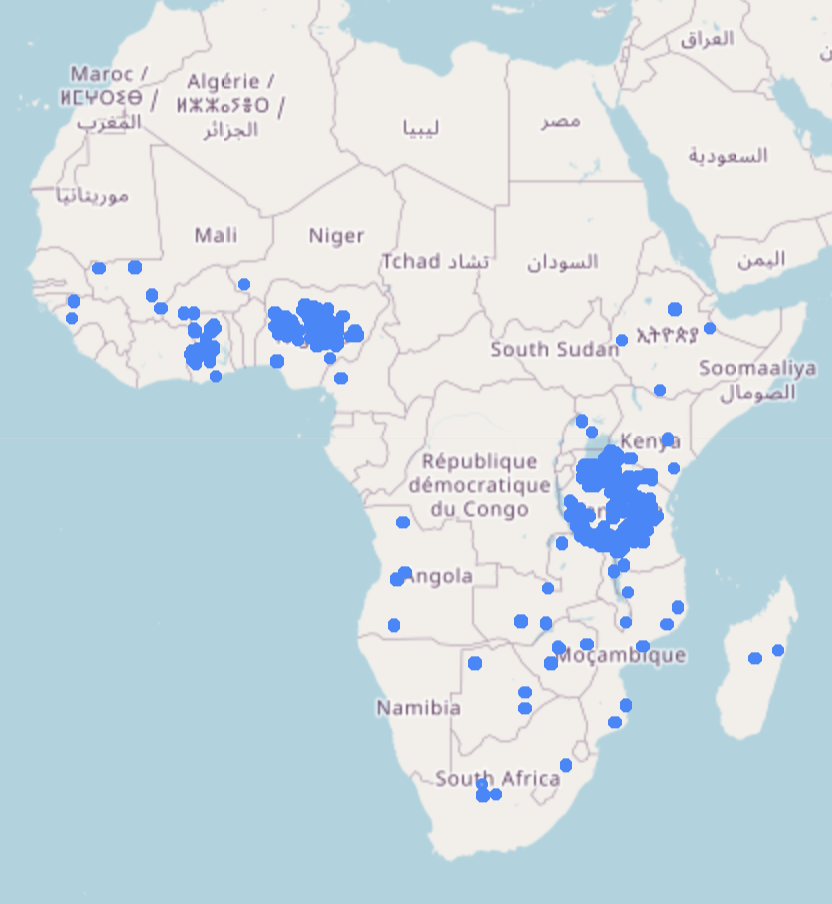 Maroc /
ⵍⵎⵖⵔⵉⴱ /
المغرب
Algérie /
ⵍⵣⵣⴰⵢⴻⵔ /
الجزائر
ليبيا
مصر
العراق
السعودية
موريتانيا
Mali
Niger
Tchad تشاد
السودان
اليمن
South Sudan
ኢትዮጵያ
Soomaaliya
الصومال
Kenya
République
démocratique
du Congo
Angola
Moçambique
Namibia
South Africa